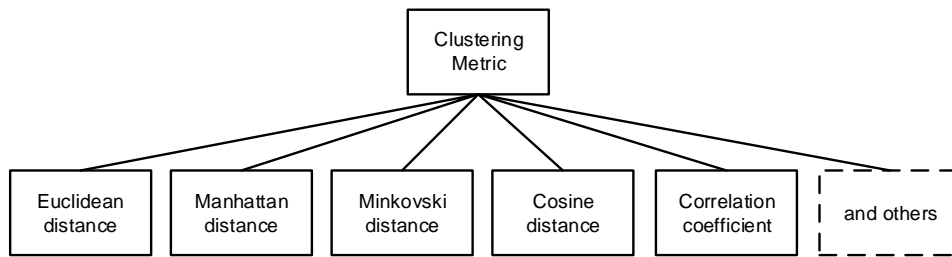 Clustering
Metric
Euclidean
distance
Manhattan
distance
Minkovski
distance
Cosine
distance
Correlation
coefficient
and others